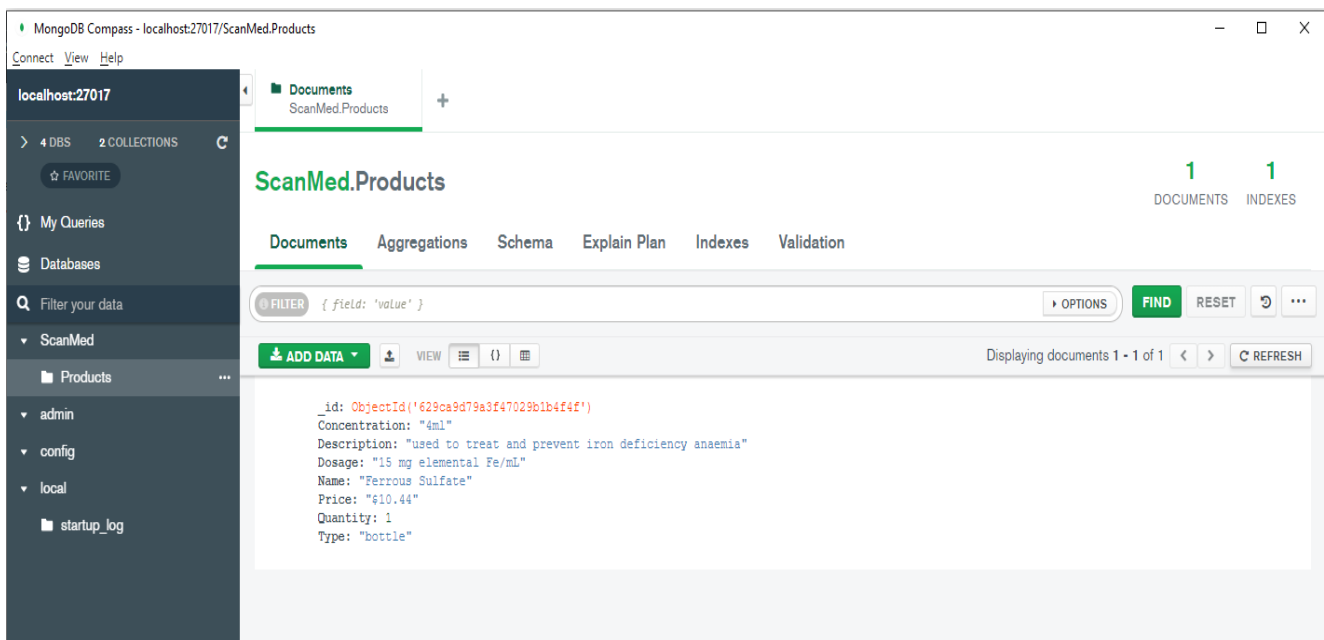 MongoDB Compass - localhost:27017/ScanMed.Products
Connect View Help
localhost:27017
4 DBS 2 COLLECTIONS
FAVORITE
{} My Queries
Databases
Filter your data
ScanMed
Products
admin
config
local
startup_log
Documents
ScanMed.Products
ScanMed.Products
1 DOCUMENTS
1 INDEXES
Documents Aggregations Schema Explain Plan Indexes Validation
FILTER { field: 'value' } OPTIONS FIND RESET
ADD DATA VIEW {} Displaying documents 1 - 1 of 1 REFRESH
_id: ObjectId('629ca9d79a3f47029b1b4f4f')
Concentration: "4ml"
Description: "used to treat and prevent iron deficiency anaemia"
Dosage: "15 mg elemental Fe/mL"
Name: "Ferrous Sulfate"
Price: "$10.44"
Quantity: 1
Type: "bottle"